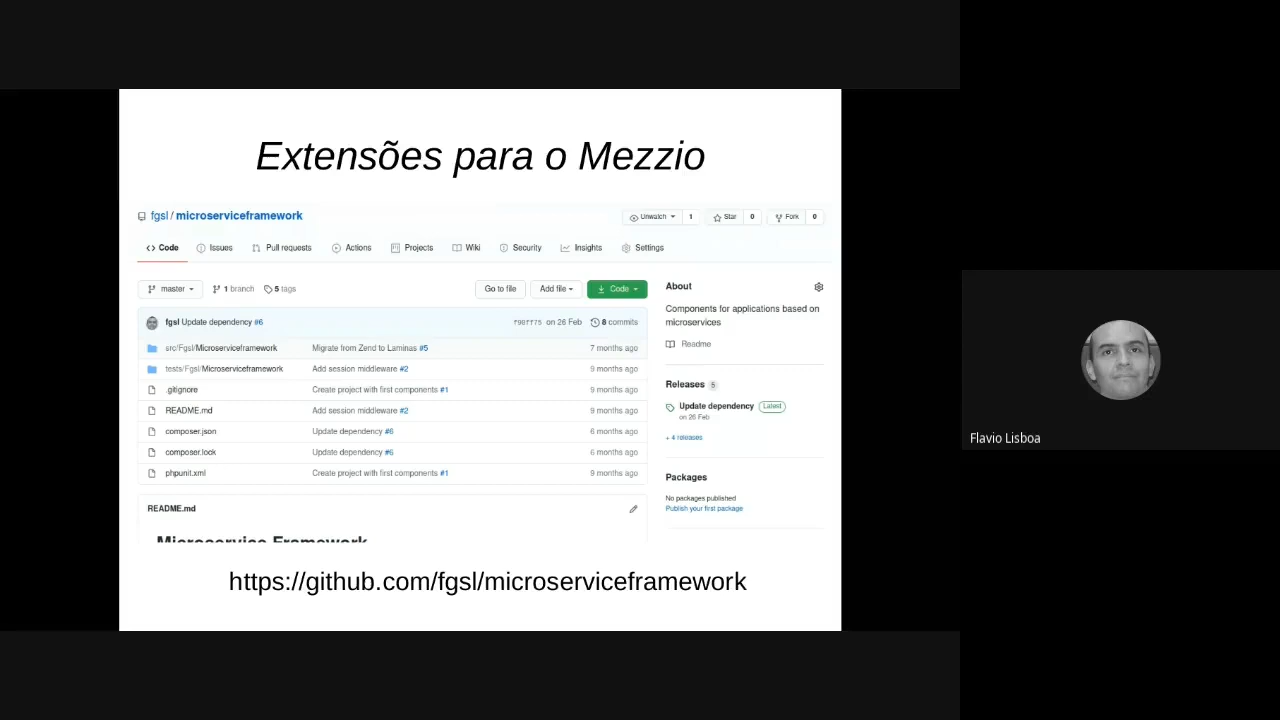 Extensões para o Mezzio
fgsl / microserviceframework
Unwatch 1 Star 0 Fork 0
Code Issues Pull requests Actions Projects Wiki Security Insights Settings
master 1 branch 5 tags Go to file Add file Code
fgsl Update dependency #6 f98ff75 on 26 Feb 8 commits
src/Fgsl/Microserviceframework Migrate from Zend to Laminas #5 7 months ago
tests/Fgsl/Microserviceframework Add session middleware #2 9 months ago
.gitignore Create project with first components #1 9 months ago
README.md Add session middleware #2 9 months ago
composer.json Update dependency #6 6 months ago
composer.lock Update dependency #6 6 months ago
phpunit.xml Create project with first components #1 9 months ago
README.md
Microservice Framework
About
Components for applications based on
microservices
Readme
Releases 5
Update dependency Latest
on 26 Feb
+ 4 releases
Packages
No packages published
Publish your first package
https://github.com/fgsl/microserviceframework
Flavio Lisboa